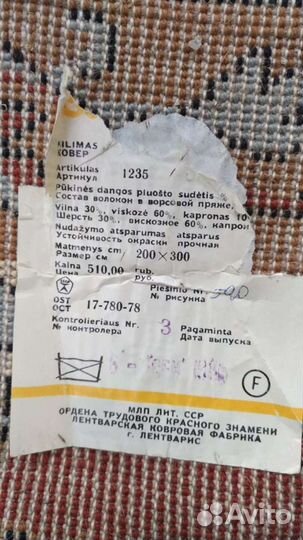 KILIMAS
КОВЕР
Artikulas
Артикул 1235
Pūkinės dangos pluošto sudėtis %
Состав волокон в ворсовой пряже,
Vilna 30%, viskozė 60%, kapronas 10
Шерсть 30%, вискозное 60%, капрон
Nudažymo atsparumas atsparus
Устойчивость окраски прочная
Matmenys cm
Размер см 200×300
Kaina
Цена 510,00 rub.
руб
Piešinio Nr.
№ рисунка
OST
ОСТ 17-780-78
Kontrolieriaus Nr.
№ контролера 3 Pagaminta
Дата выпуска
F
МЛП ЛИТ. ССР
ОРДЕНА ТРУДОВОГО КРАСНОГО ЗНАМЕНИ
ЛЕНТВАРСКАЯ КОВРОВАЯ ФАБРИКА
г. ЛЕНТВАРИС
Avito